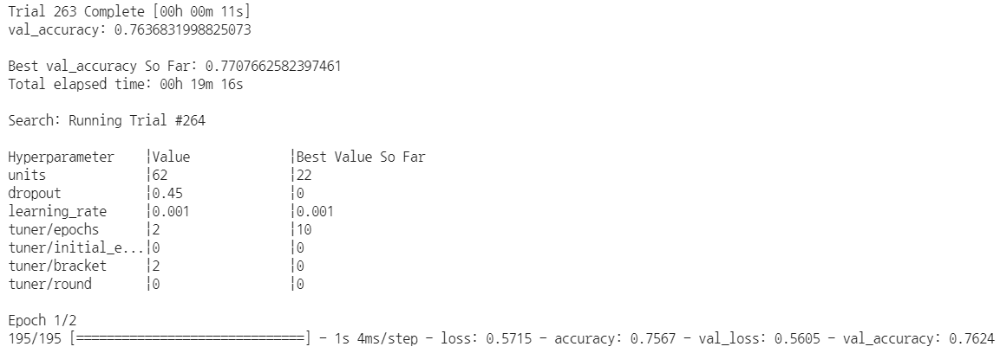 Trial 263 Complete [00h 00m 11s]
val_accuracy: 0.7636831998825073
Best val_accuracy So Far: 0.7707662582397461
Total elapsed time: 00h 19m 16s
Search: Running Trial #264
Hyperparameter    |Value             |Best Value So Far
units             |62                |22
dropout           |0.45              |0
learning_rate     |0.001             |0.001
tuner/epochs      |2                 |10
tuner/initial_e...|0                 |0
tuner/bracket     |2                 |0
tuner/round       |0                 |0
Epoch 1/2
195/195 [==============================] - 1s 4ms/step - loss: 0.5715 - accuracy: 0.7567 - val_loss: 0.5605 - val_accuracy: 0.7624